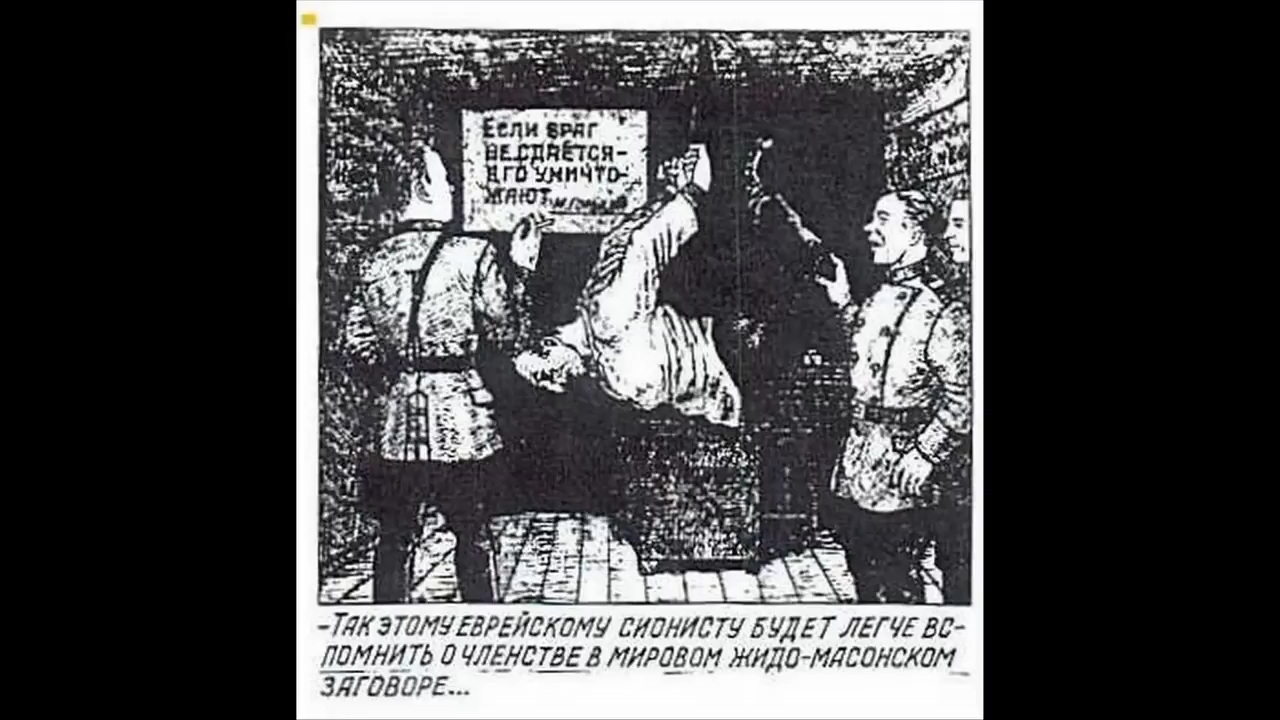 ЕСЛИ ВРАГ
НЕ СДАЁТСЯ-
ЕГО УНИЧТО-
ЖАЮТ
-ТАК ЭТОМУ ЕВРЕЙСКОМУ СИОНИСТУ БУДЕТ ЛЕГЧЕ ВС-
ПОМНИТЬ О ЧЛЕНСТВЕ В МИРОВОМ ЖИДО-МАСОНСКОМ
ЗАГОВОРЕ...